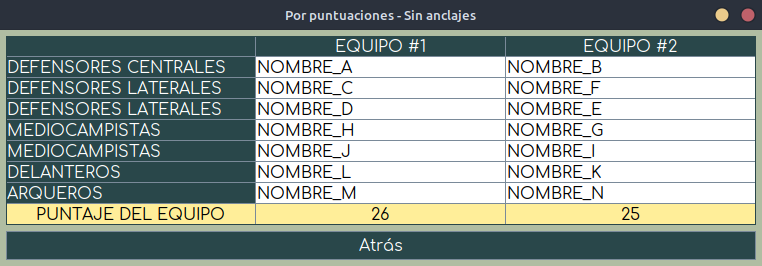 Por puntuaciones - Sin anclajes
EQUIPO #1 EQUIPO #2
DEFENSORES CENTRALES NOMBRE_A NOMBRE_B
DEFENSORES LATERALES NOMBRE_C NOMBRE_F
DEFENSORES LATERALES NOMBRE_D NOMBRE_E
MEDIOCAMPISTAS NOMBRE_H NOMBRE_G
MEDIOCAMPISTAS NOMBRE_J NOMBRE_I
DELANTEROS NOMBRE_L NOMBRE_K
ARQUEROS NOMBRE_M NOMBRE_N
PUNTAJE DEL EQUIPO 26 25
Atrás